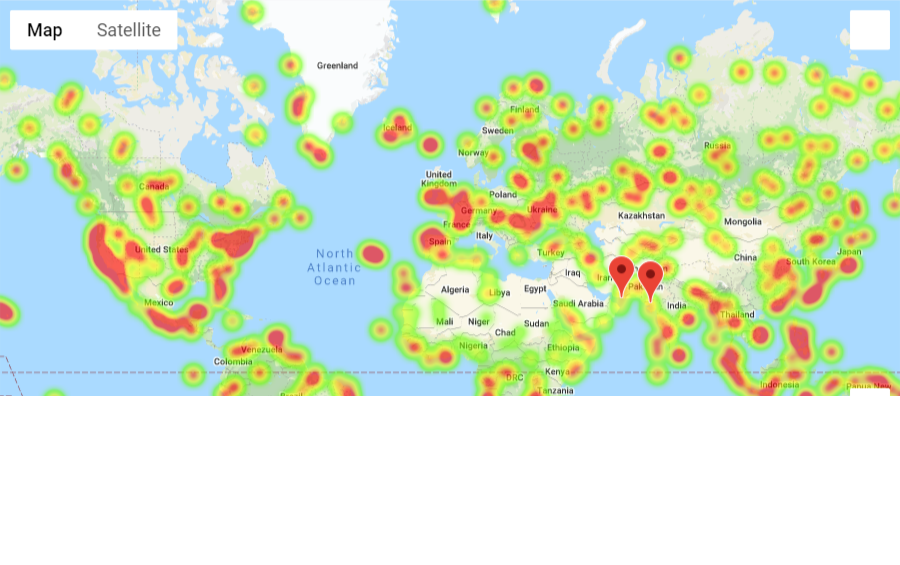 Map Satellite
Greenland
Iceland
Finland
Sweden
Norway
Russia
Canada
United
Kingdom
Poland
Germany
Ukraine
Kazakhstan
Mongolia
France
Italy
Spain
Turkey
United States
North
Atlantic
Ocean
China
South Korea
Japan
Iraq
Iran
Algeria
Libya
Egypt
Saudi Arabia
India
Mexico
Mali
Niger
Chad
Sudan
Thailand
Nigeria
Ethiopia
Venezuela
Colombia
Kenya
DRC
Tanzania
Indonesia
Papua New